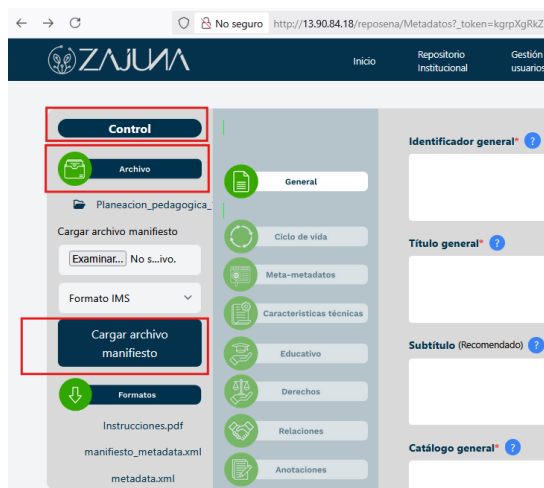 No seguro http://13.90.84.18/reposena/Metadatos?_token=kgrpXgRkZ
ZAJUNA
Inicio
Repositorio
Institucional
Gestión
usuarios
Control
Archivo
Planeacion_pedagogica_
Cargar archivo manifiesto
Examinar... No s...ivo.
Formato IMS
Cargar archivo
manifiesto
Formatos
Instrucciones.pdf
manifiesto_metadata.xml
metadata.xml
General
Ciclo de vida
Meta-metadatos
Caracteristicas técnicas
Educativo
Derechos
Relaciones
Anotaciones
Identificador general* ?
Título general* ?
Subtítulo (Recomendado) ?
Catálogo general* ?